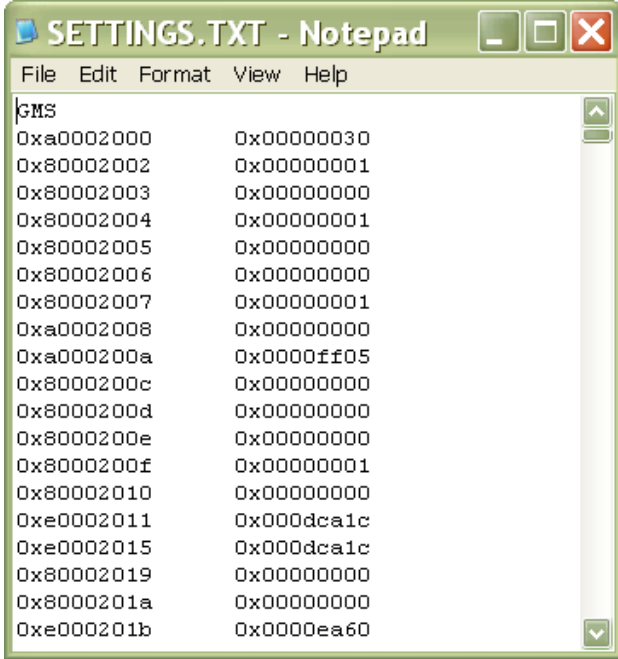 SETTINGS.TXT - Notepad
File Edit Format View Help
GMS
0xa0002000 0x00000030
0x80002002 0x00000001
0x80002003 0x00000000
0x80002004 0x00000001
0x80002005 0x00000000
0x80002006 0x00000000
0x80002007 0x00000001
0xa0002008 0x00000000
0xa000200a 0x0000ff05
0x8000200c 0x00000000
0x8000200d 0x00000000
0x8000200e 0x00000000
0x8000200f 0x00000001
0x80002010 0x00000000
0xe0002011 0x000dca1c
0xe0002015 0x000dca1c
0x80002019 0x00000000
0x8000201a 0x00000000
0xe000201b 0x0000ea60